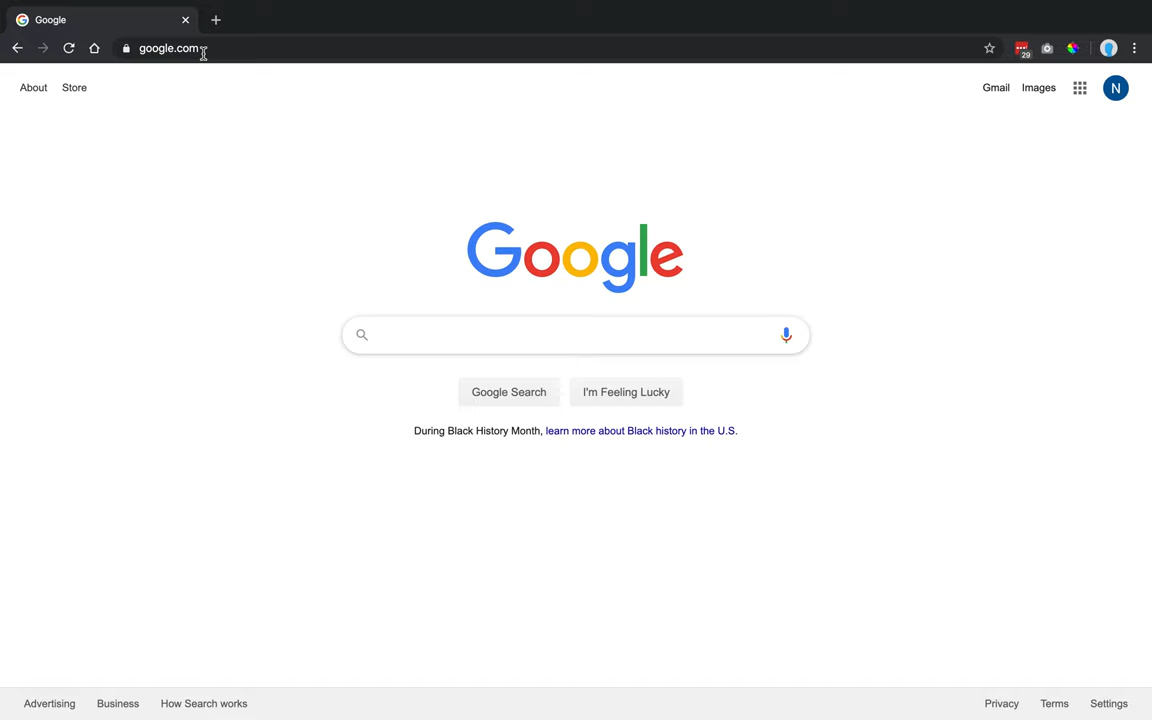 Google
google.com
29
About Store Gmail Images N
Google
Google Search I'm Feeling Lucky
During Black History Month, learn more about Black history in the U.S.
Advertising Business How Search works Privacy Terms Settings